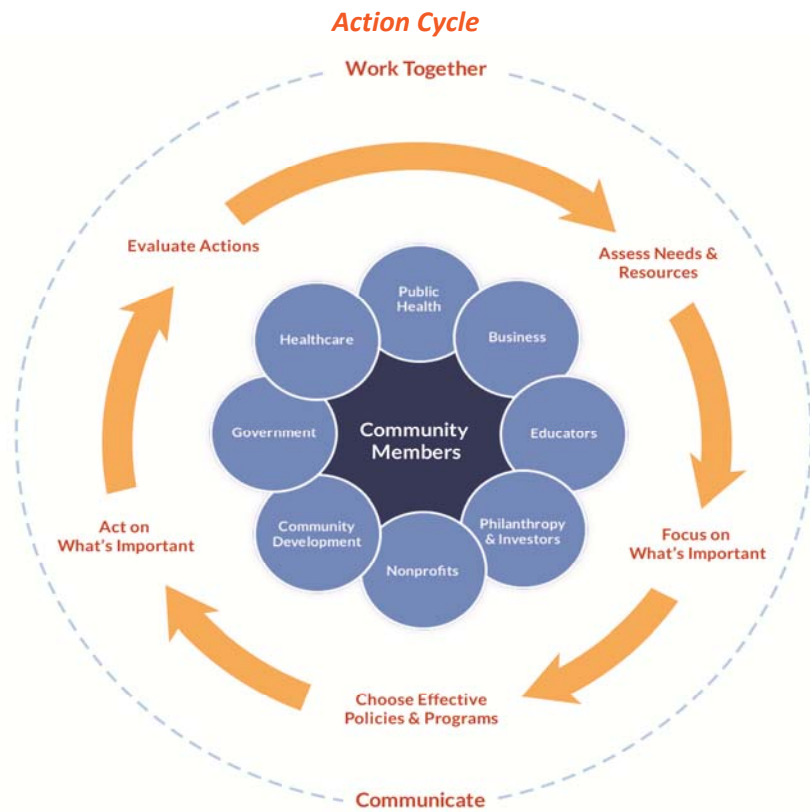 Action Cycle
Work Together
Evaluate Actions
Assess Needs &
Resources
Public
Health
Healthcare
Business
Government
Community
Members
Educators
Community
Development
Philanthropy
& Investors
Nonprofits
Act on
What's Important
Focus on
What's Important
Choose Effective
Policies & Programs
Communicate